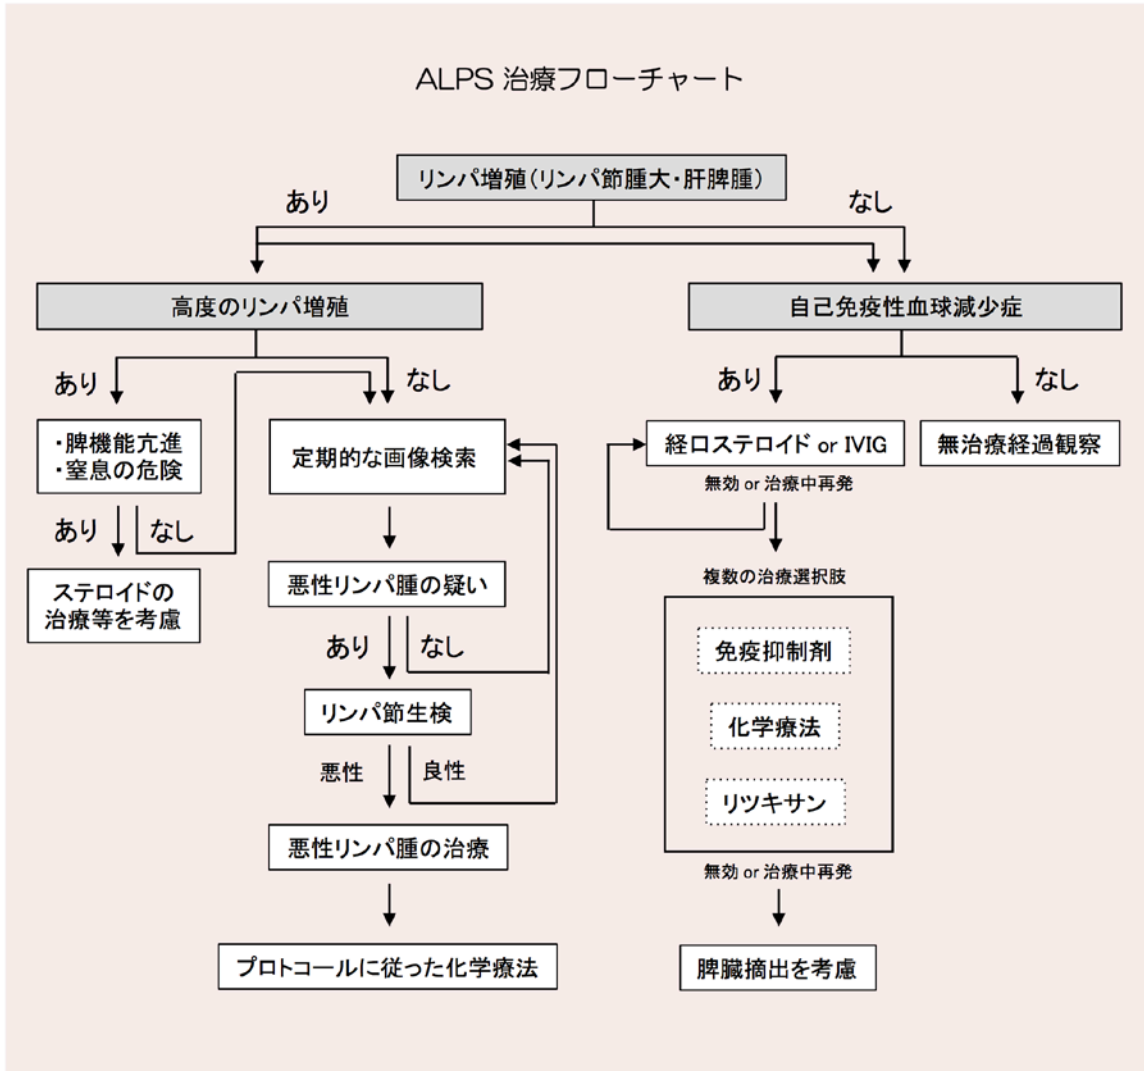 ALPS 治療フローチャート
リンパ増殖(リンパ節腫大・肝脾腫)
あり
なし
高度のリンパ増殖
自己免疫性血球減少症
あり
なし
あり
なし
・脾機能亢進
・窒息の危険
定期的な画像検索
経口ステロイド or IVIG
無治療経過観察
無効 or 治療中再発
あり
なし
ステロイドの
治療等を考慮
悪性リンパ腫の疑い
複数の治療選択肢
あり
なし
免疫抑制剤
リンパ節生検
化学療法
悪性
良性
リツキサン
悪性リンパ腫の治療
無効 or 治療中再発
プロトコールに従った化学療法
脾臓摘出を考慮